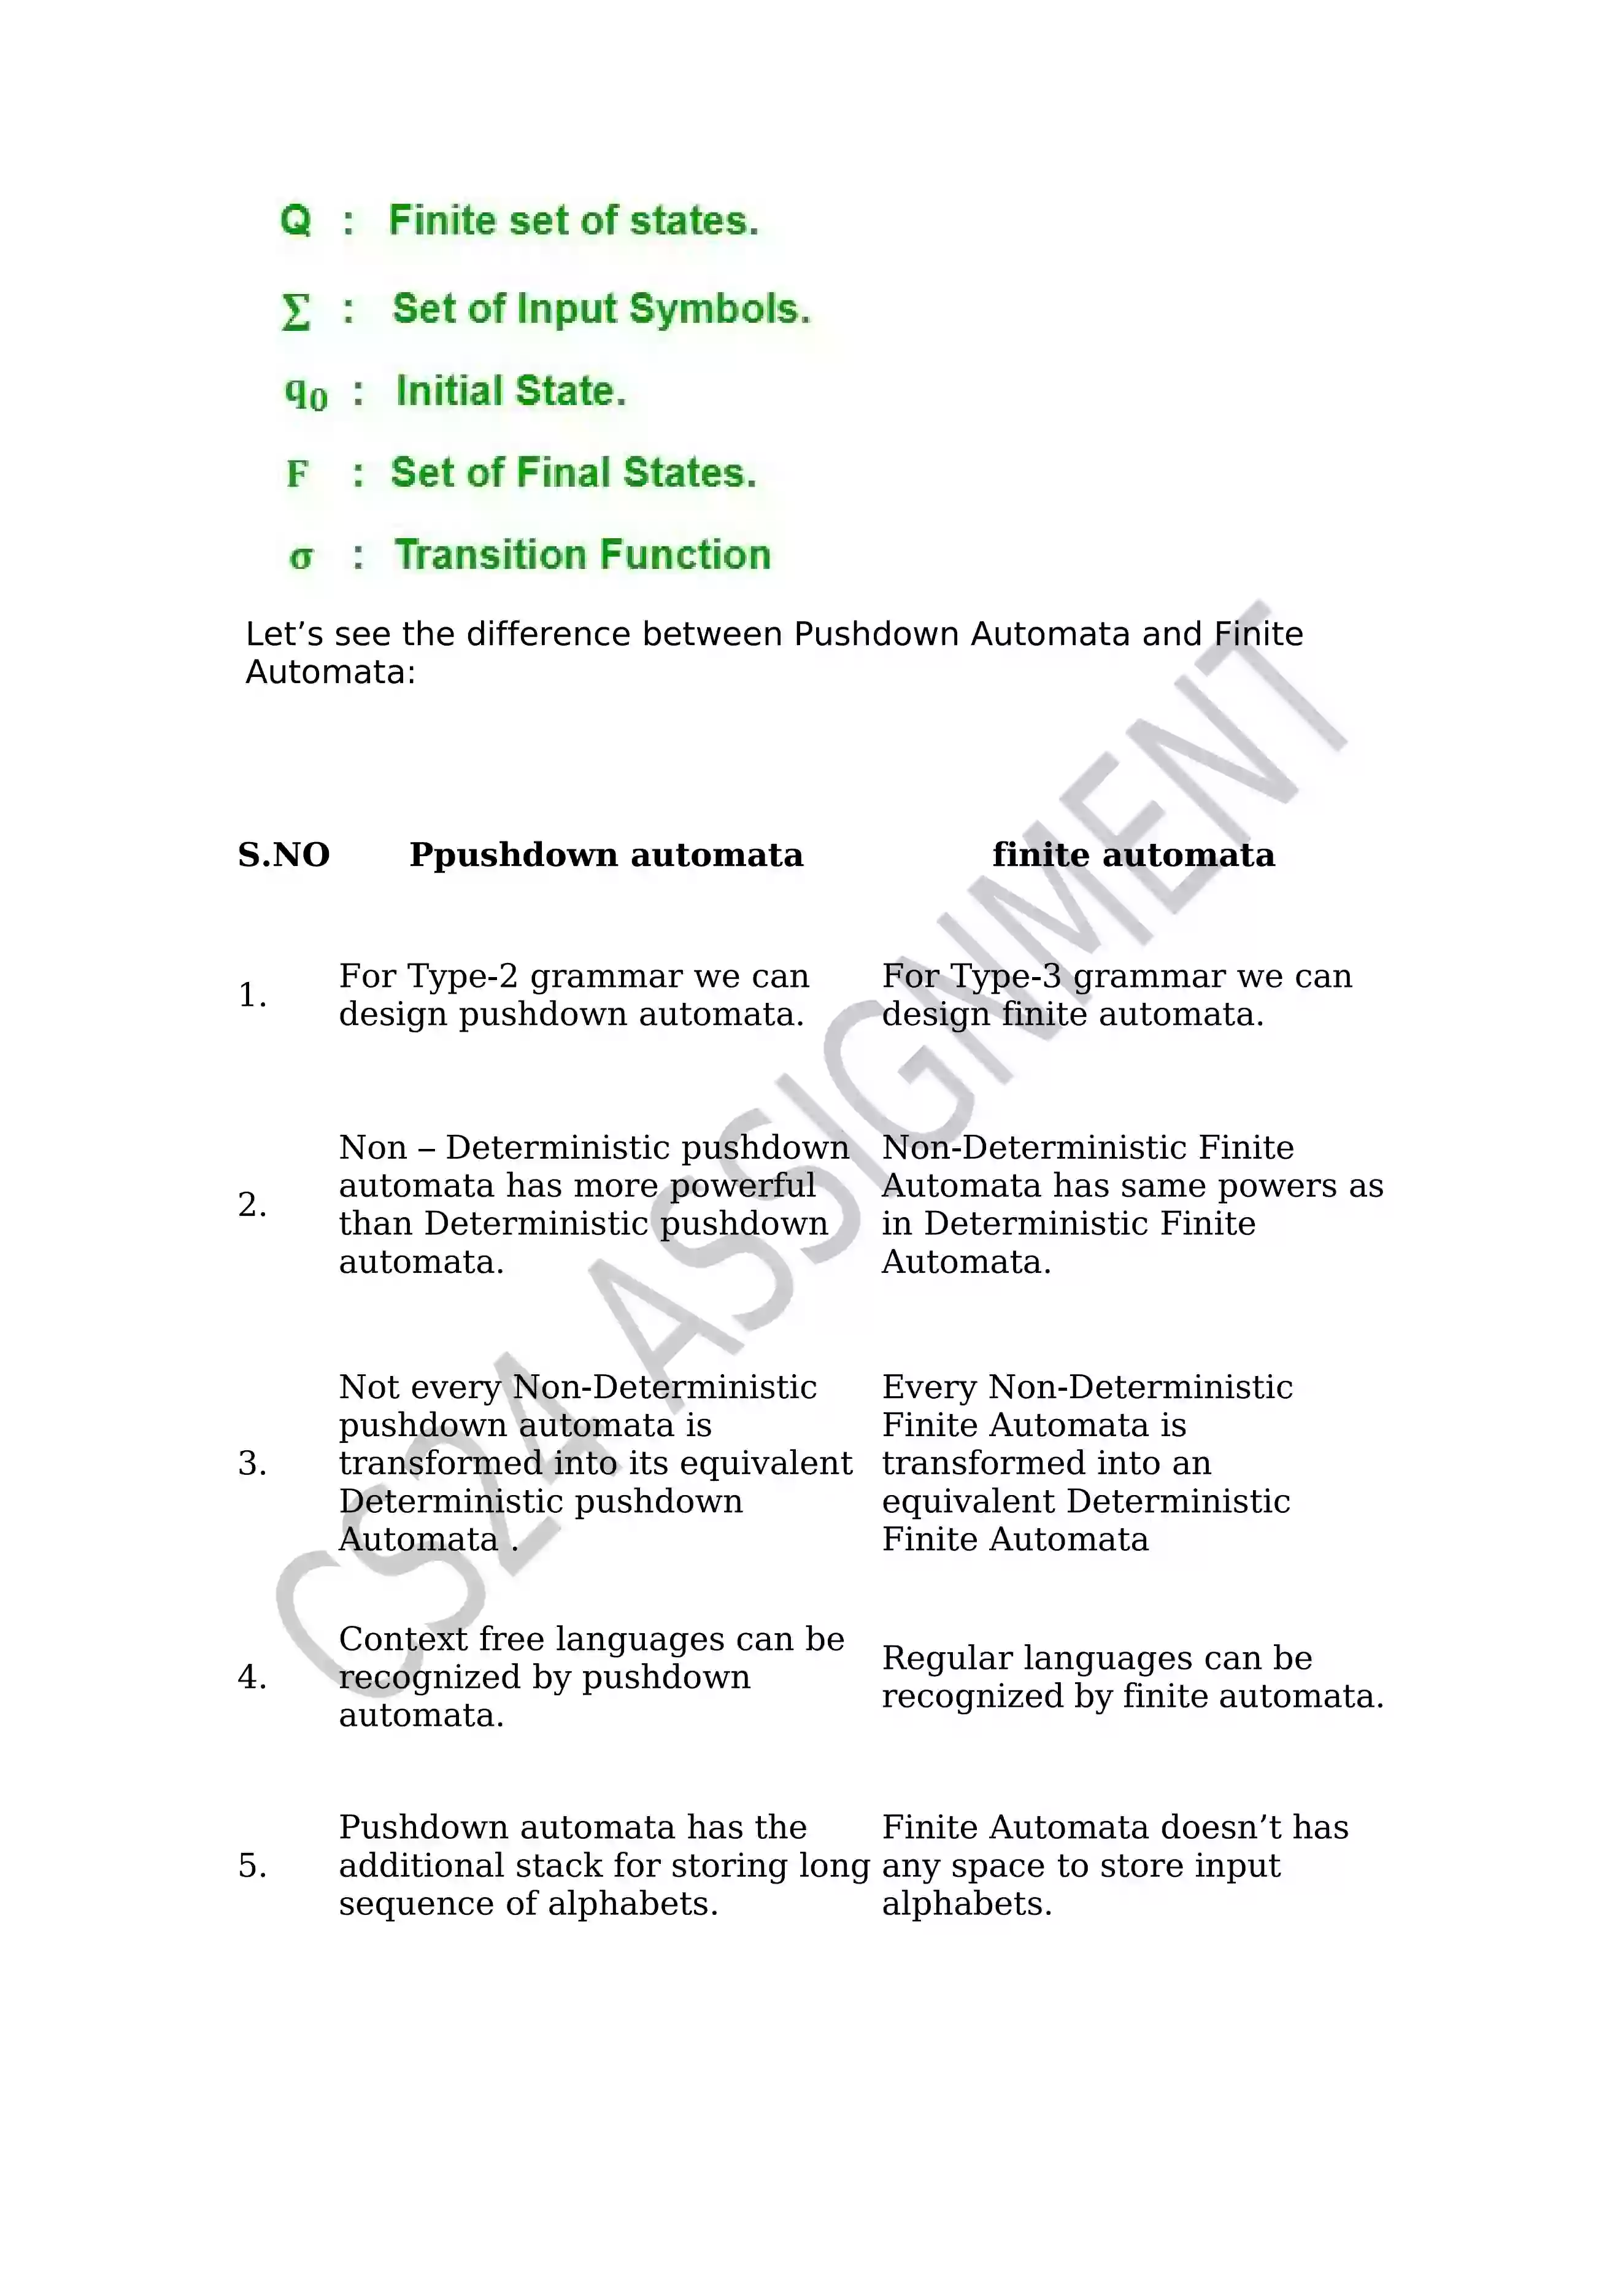 Q : Finite set of states.
Σ : Set of Input Symbols.
q0 : Initial State.
F : Set of Final States.
σ : Transition Function
Let’s see the difference between Pushdown Automata and Finite
Automata:
S.NO Ppushdown automata finite automata
1.
For Type-2 grammar we can
design pushdown automata.
For Type-3 grammar we can
design finite automata.
2.
Non – Deterministic pushdown
automata has more powerful
than Deterministic pushdown
automata.
Non-Deterministic Finite
Automata has same powers as
in Deterministic Finite
Automata.
3.
Not every Non-Deterministic
pushdown automata is
transformed into its equivalent
Deterministic pushdown
Automata .
Every Non-Deterministic
Finite Automata is
transformed into an
equivalent Deterministic
Finite Automata
4.
Context free languages can be
recognized by pushdown
automata.
Regular languages can be
recognized by finite automata.
5.
Pushdown automata has the
additional stack for storing long
sequence of alphabets.
Finite Automata doesn’t has
any space to store input
alphabets.
CS24 ASSIGNMENT